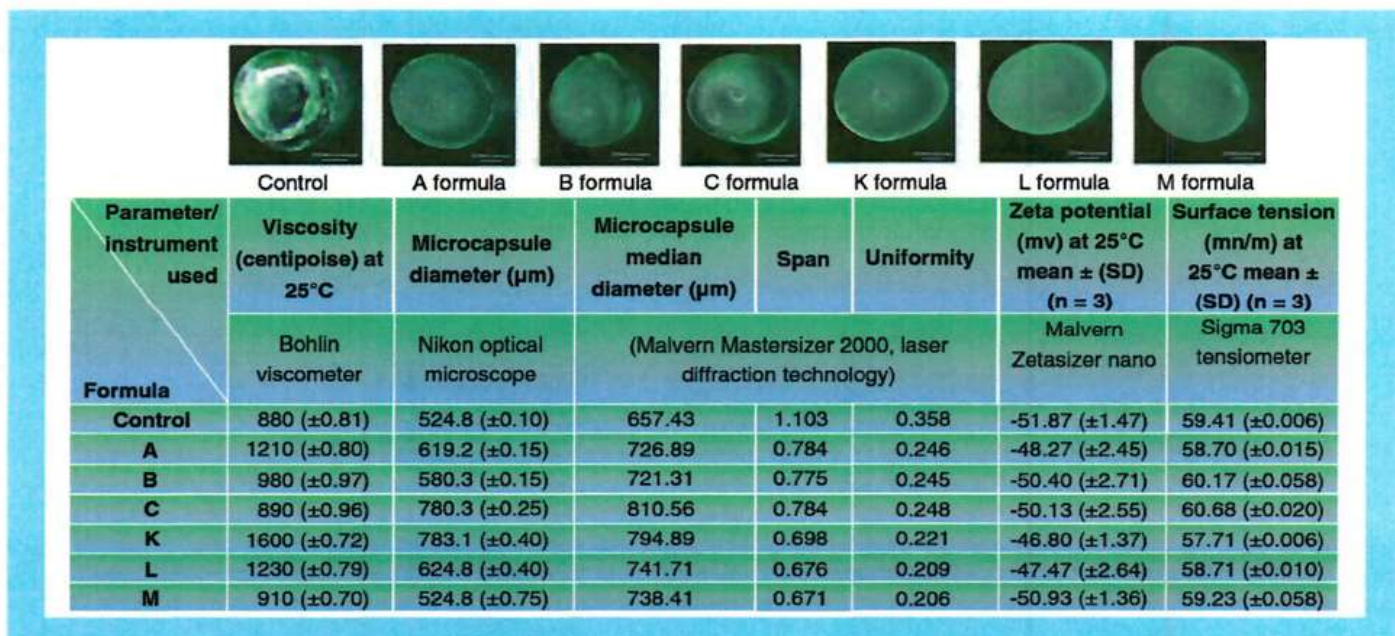 Control A formula B formula C formula K formula L formula M formula
Parameter/ instrument used
Formula
Viscosity (centipoise) at 25°C
Microcapsule diameter (µm)
Microcapsule median diameter (µm)
Span
Uniformity
Zeta potential (mv) at 25°C mean ± (SD) (n = 3)
Surface tension (mn/m) at 25°C mean ± (SD) (n = 3)
Bohlin viscometer
Nikon optical microscope
(Malvern Mastersizer 2000, laser diffraction technology)
Malvern Zetasizer nano
Sigma 703 tensiometer
Control 880 (±0.81) 524.8 (±0.10) 657.43 1.103 0.358 -51.87 (±1.47) 59.41 (±0.006)
A 1210 (±0.80) 619.2 (±0.15) 726.89 0.784 0.246 -48.27 (±2.45) 58.70 (±0.015)
B 980 (±0.97) 580.3 (±0.15) 721.31 0.775 0.245 -50.40 (±2.71) 60.17 (±0.058)
C 890 (±0.96) 780.3 (±0.25) 810.56 0.784 0.248 -50.13 (±2.55) 60.68 (±0.020)
K 1600 (±0.72) 783.1 (±0.40) 794.89 0.698 0.221 -46.80 (±1.37) 57.71 (±0.006)
L 1230 (±0.79) 624.8 (±0.40) 741.71 0.676 0.209 -47.47 (±2.64) 58.71 (±0.010)
M 910 (±0.70) 524.8 (±0.75) 738.41 0.671 0.206 -50.93 (±1.36) 59.23 (±0.058)